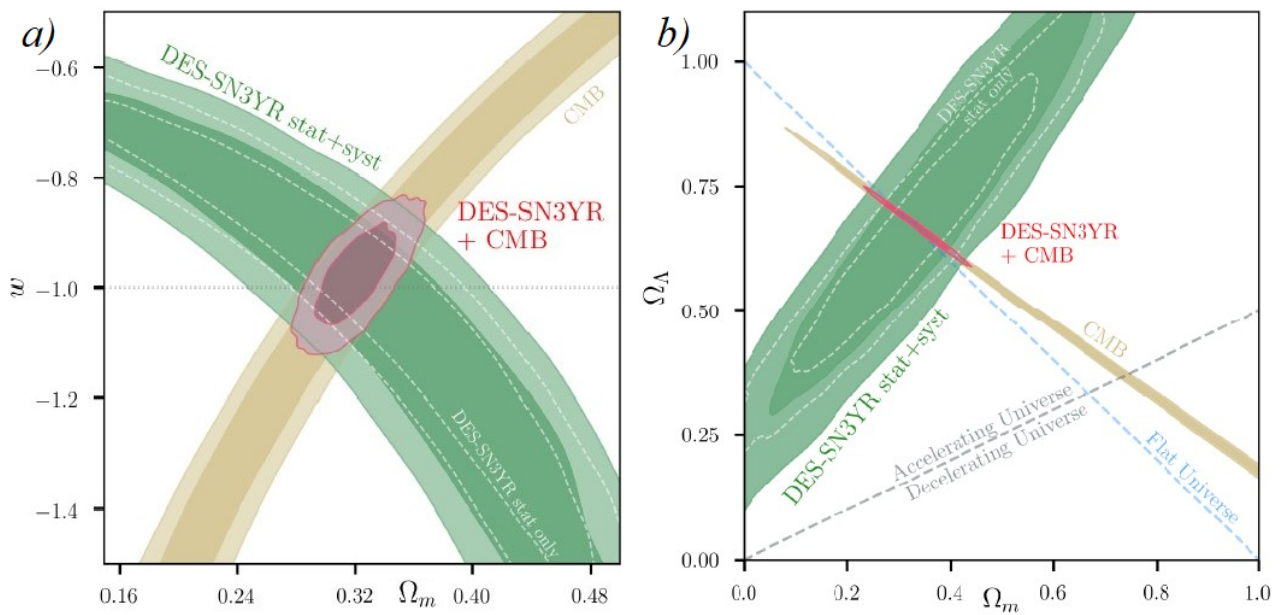 a)
DES-SN3YR stat+syst
CMB
DES-SN3YR
+ CMB
DES-SN3YR stat only
w
−0.6
−0.8
−1.0
−1.2
−1.4
0.16
0.24
0.32
Ωm
0.40
0.48
b)
DES-SN3YR
stat only
DES-SN3YR
+ CMB
CMB
DES-SN3YR stat+syst
Accelerating Universe
Decelerating Universe
Flat Universe
ΩΛ
1.00
0.75
0.50
0.25
0.00
0.0
0.2
0.4
Ωm
0.6
0.8
1.0